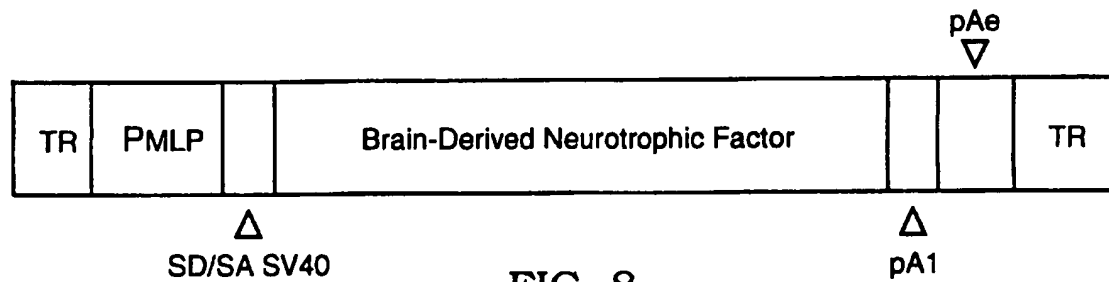 pAe
TR PMLP Brain-Derived Neurotrophic Factor TR
SD/SA SV40 pA1